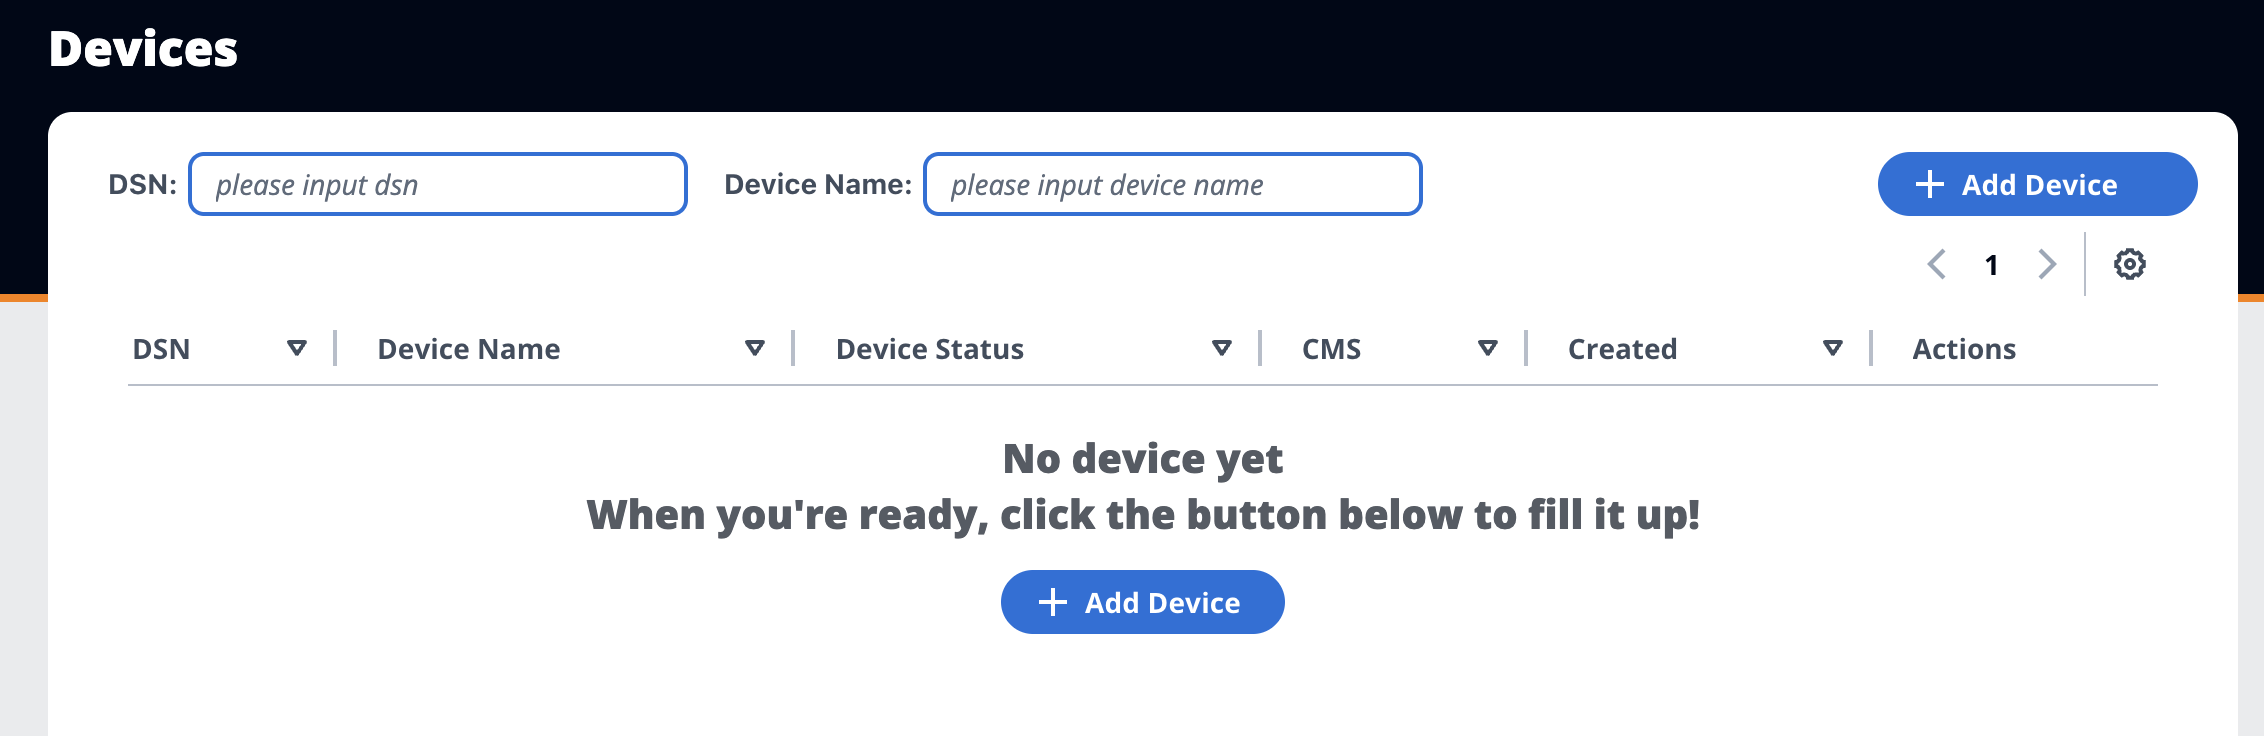 Devices
DSN: please input dsn Device Name: please input device name Add Device
1
DSN Device Name Device Status CMS Created Actions
No device yet
When you're ready, click the button below to fill it up!
Add Device